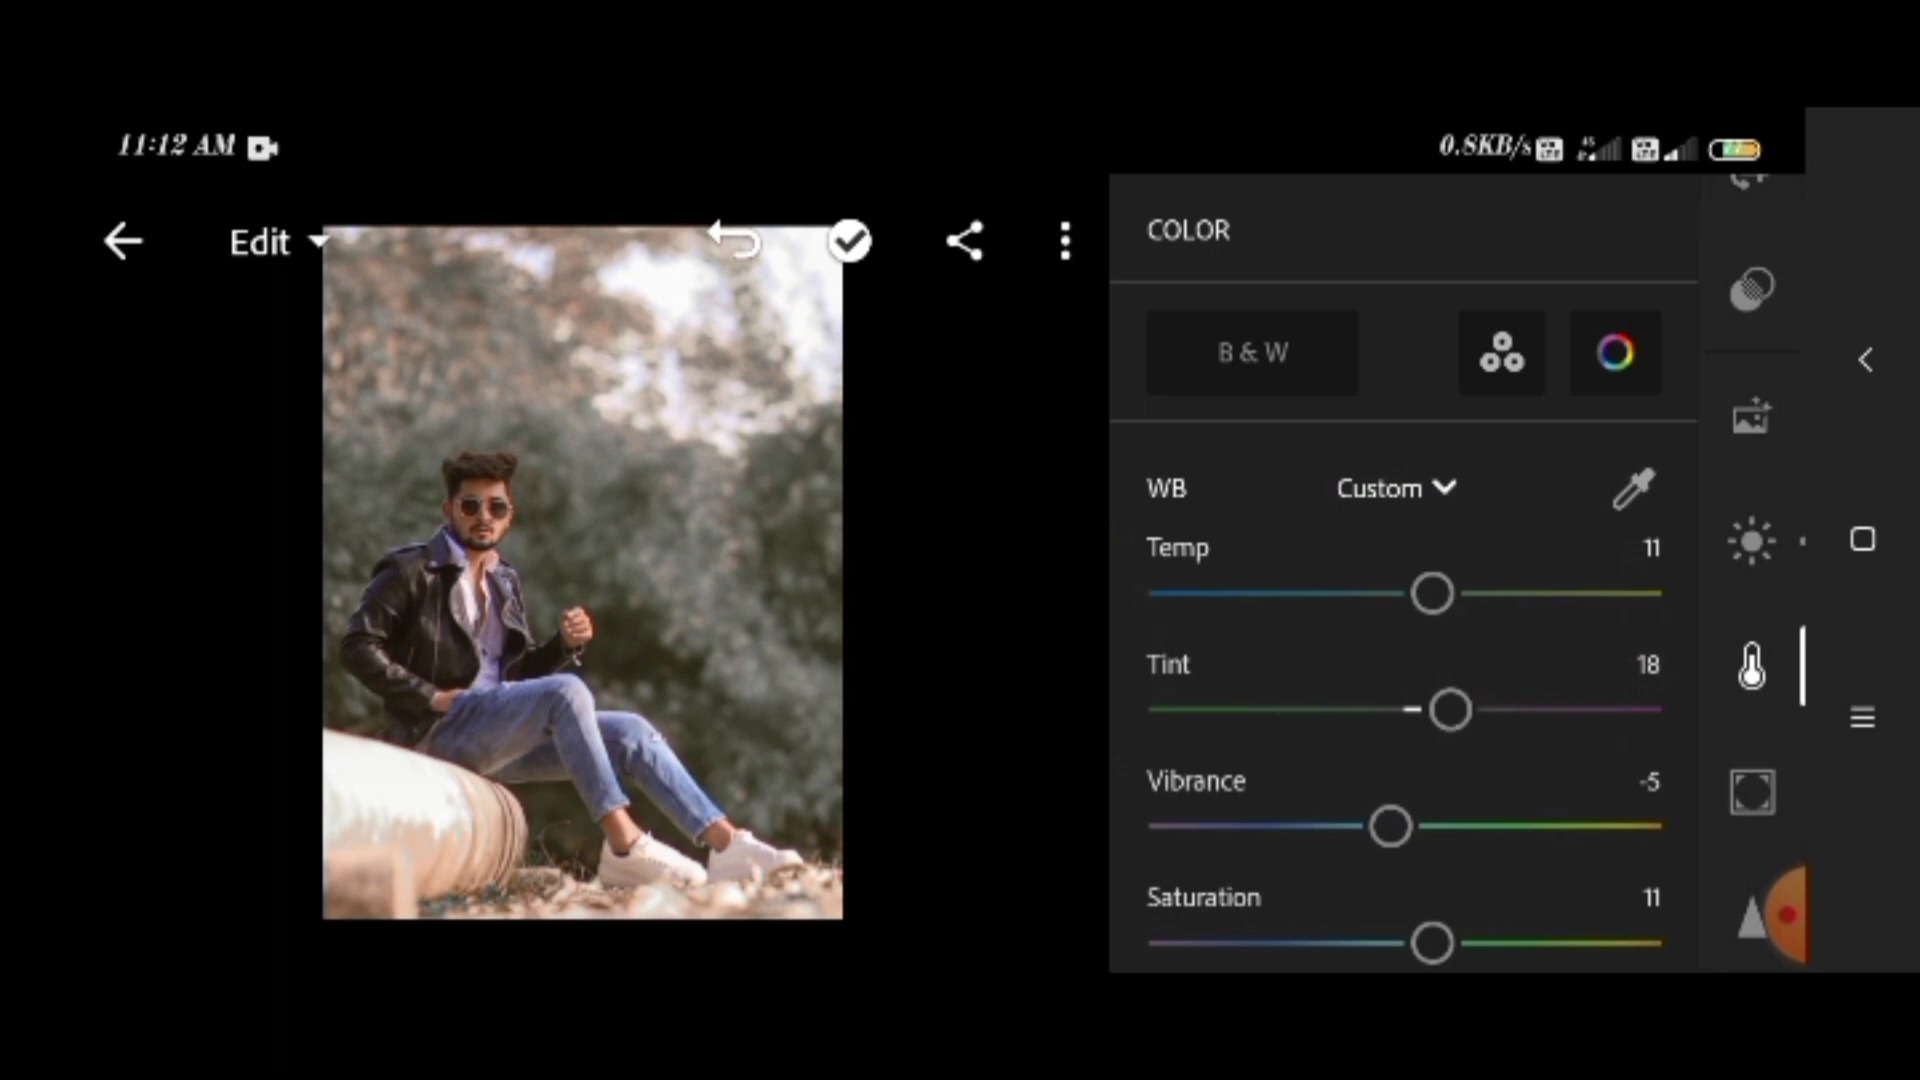 11:12 AM
0.8KB/s
Edit
COLOR
B & W
WB
Custom
Temp
11
Tint
18
Vibrance
-5
Saturation
11